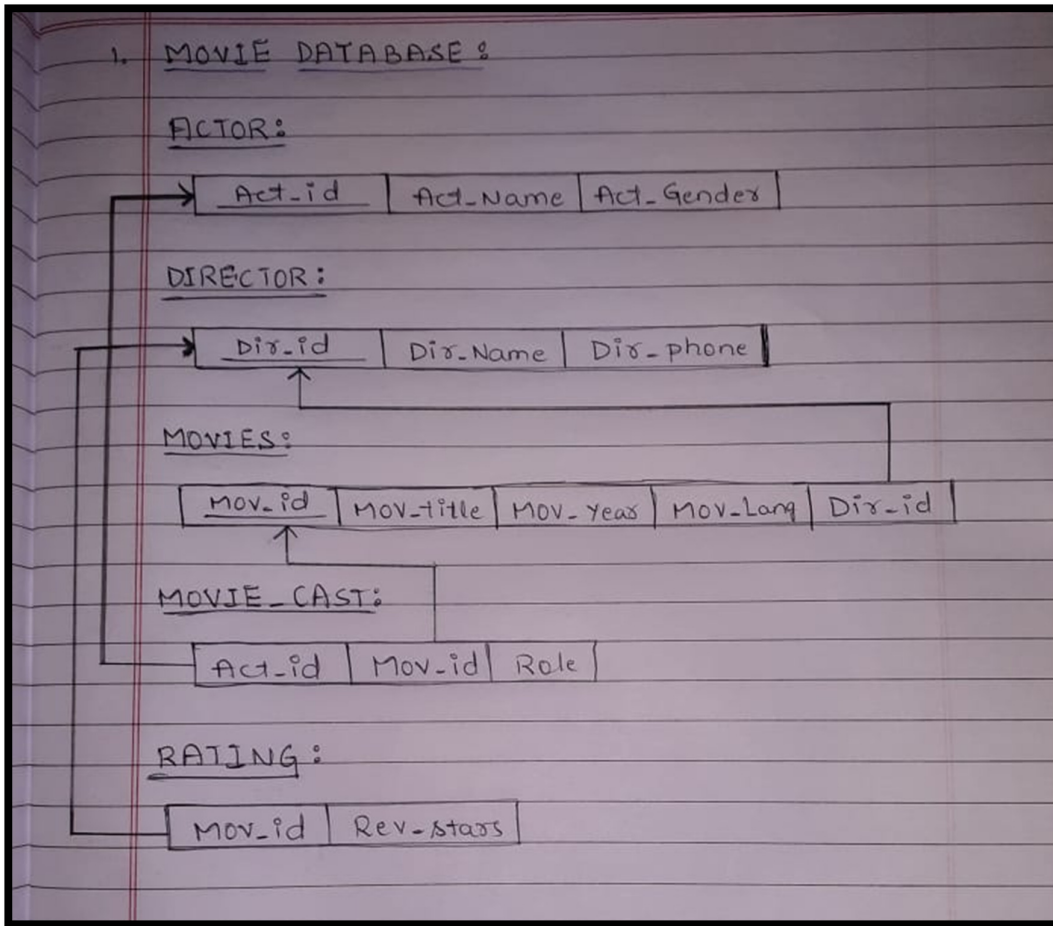 1. MOVIE DATABASE:
ACTOR:
Act_id Act_Name Act_Gender
DIRECTOR:
Dir_id Dir_Name Dir_phone
MOVIES:
Mov_id Mov_title Mov_Year Mov_Lang Dir_id
MOVIE_CAST:
Act_id Mov_id Role
RATING:
Mov_id Rev_stars